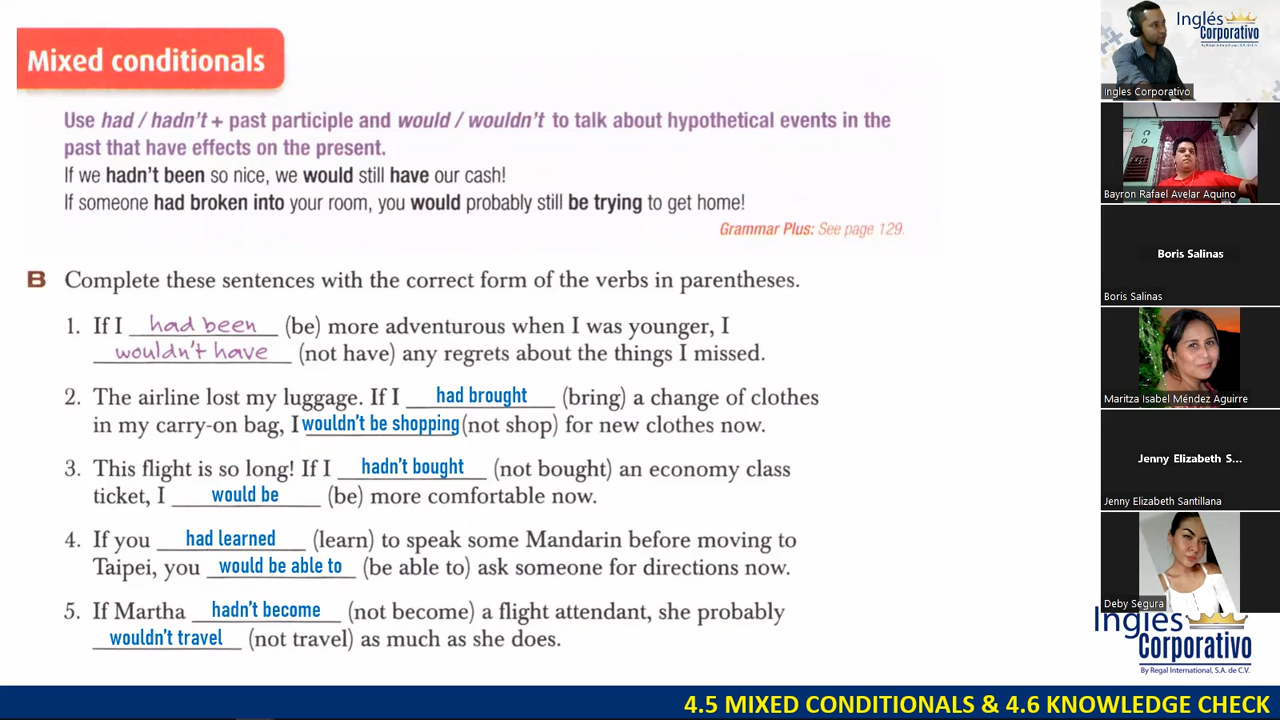 Mixed conditionals
Use had / hadn't + past participle and would / wouldn't to talk about hypothetical events in the
past that have effects on the present.
If we hadn't been so nice, we would still have our cash!
If someone had broken into your room, you would probably still be trying to get home!
Grammar Plus: See page 129.
B Complete these sentences with the correct form of the verbs in parentheses.
1. If I had been (be) more adventurous when I was younger, I
wouldn't have (not have) any regrets about the things I missed.
2. The airline lost my luggage. If I had brought (bring) a change of clothes
in my carry-on bag, I wouldn't be shopping (not shop) for new clothes now.
3. This flight is so long! If I hadn't bought (not bought) an economy class
ticket, I would be (be) more comfortable now.
4. If you had learned (learn) to speak some Mandarin before moving to
Taipei, you would be able to (be able to) ask someone for directions now.
5. If Martha hadn't become (not become) a flight attendant, she probably
wouldn't travel (not travel) as much as she does.
Inglés
Corporativo
By Regal International, S.A. de C.V.
Ingles Corporativo
Bayron Rafael Avelar Aquino
Boris Salinas
Boris Salinas
Maritza Isabel Méndez Aguirre
Jenny Elizabeth S...
Jenny Elizabeth Santillana
Deby Segura
Inglés
Corporativo
By Regal International, S.A. de C.V.
4.5 MIXED CONDITIONALS & 4.6 KNOWLEDGE CHECK